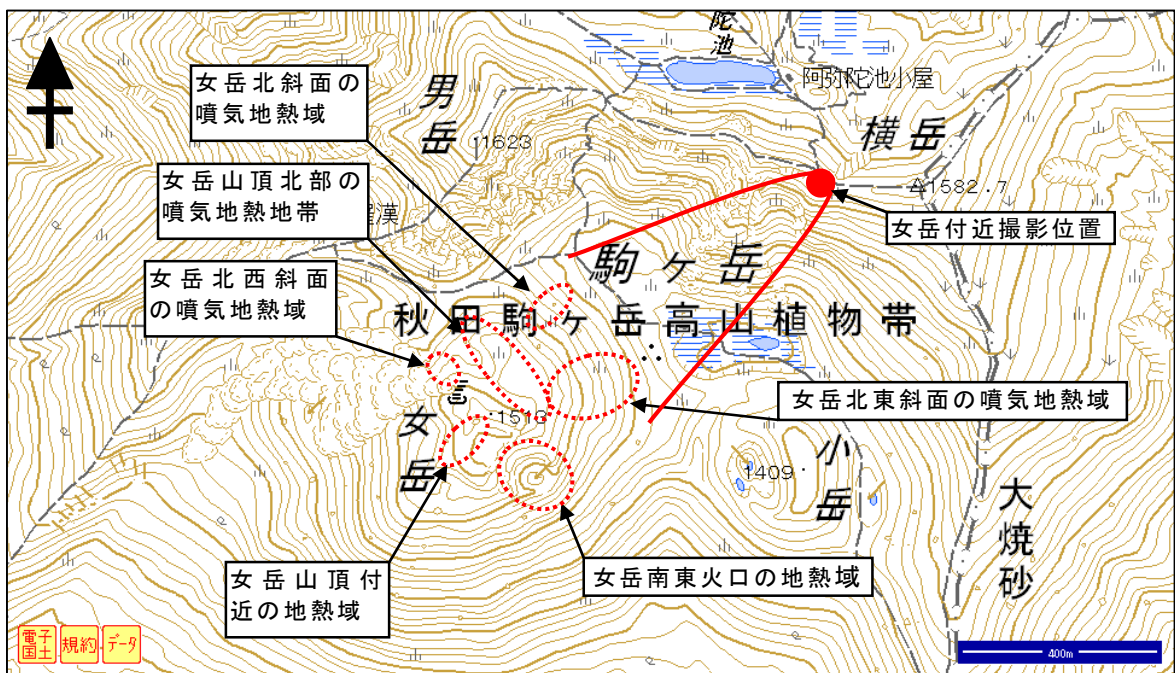 陀
池
阿弥陀池小屋
女岳北斜面の
噴気地熱域
男
岳
1623
横岳
女岳山頂北部の
噴気地熱地帯
漢
1582.7
女岳付近撮影位置
駒ヶ岳
女岳北西斜面
の噴気地熱域
秋田駒ヶ岳高山植物帯
女岳北東斜面の噴気地熱域
1513
女
岳
小
岳
1409
大
焼
砂
女岳山頂付
近の地熱域
女岳南東火口の地熱域
電子
国土
規約
データ
400m